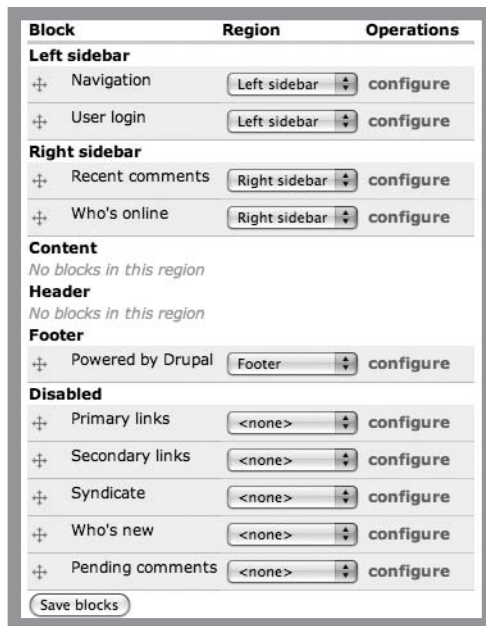 Block Region Operations
Left sidebar
Navigation Left sidebar configure
User login Left sidebar configure
Right sidebar
Recent comments Right sidebar configure
Who's online Right sidebar configure
Content
No blocks in this region
Header
No blocks in this region
Footer
Powered by Drupal Footer configure
Disabled
Primary links <none> configure
Secondary links <none> configure
Syndicate <none> configure
Who's new <none> configure
Pending comments <none> configure
Save blocks